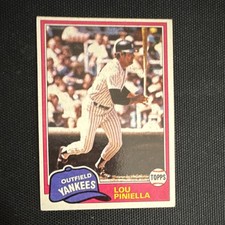 TOPPS
OUTFIELD
YANKEES
LOU
PINIELLA